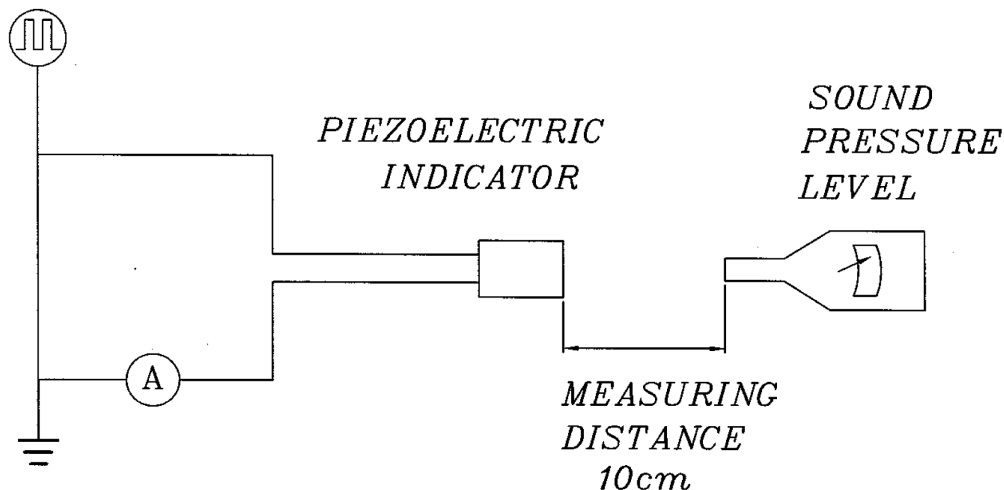 PIEZOELECTRIC
INDICATOR
SOUND
PRESSURE
LEVEL
A
MEASURING
DISTANCE
10cm